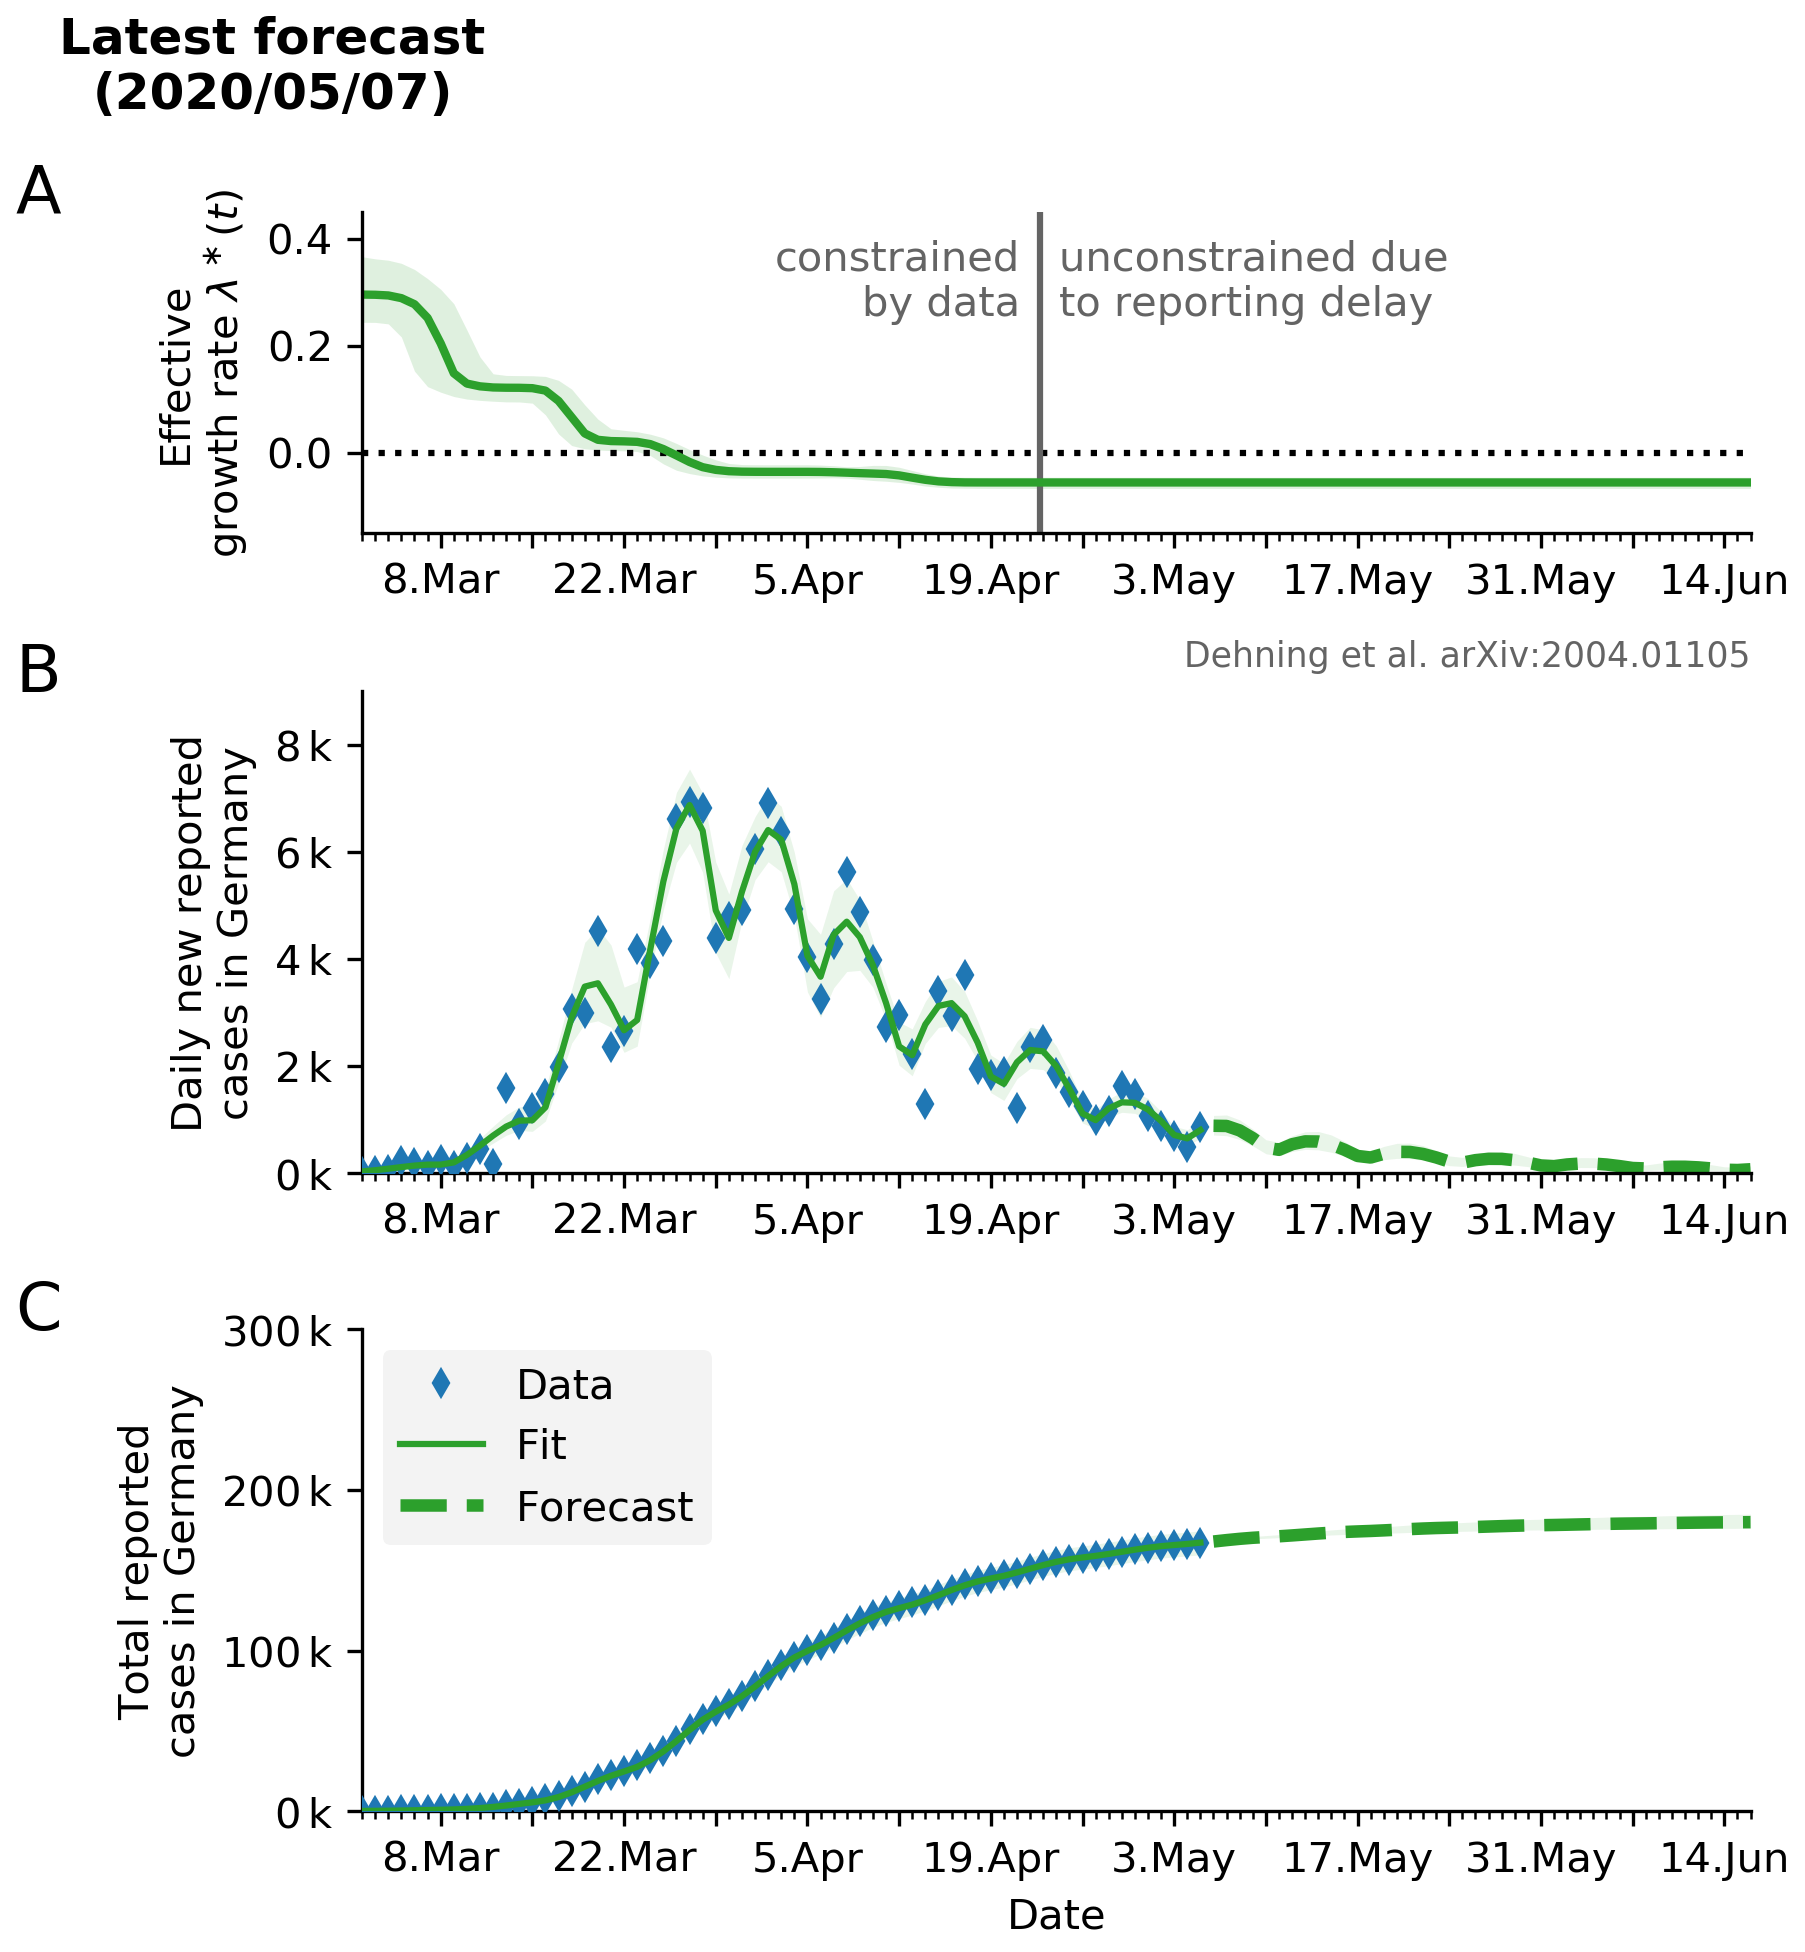 Latest forecast
(2020/05/07)
A
Effective
growth rate λ*(t)
0.4
0.2
0.0
constrained
by data
unconstrained due
to reporting delay
8.Mar 22.Mar 5.Apr 19.Apr 3.May 17.May 31.May 14.Jun
Dehning et al. arXiv:2004.01105
B
Daily new reported
cases in Germany
8 k
6 k
4 k
2 k
0 k
8.Mar 22.Mar 5.Apr 19.Apr 3.May 17.May 31.May 14.Jun
C
Total reported
cases in Germany
300 k
200 k
100 k
0 k
Data
Fit
Forecast
8.Mar 22.Mar 5.Apr 19.Apr 3.May 17.May 31.May 14.Jun
Date